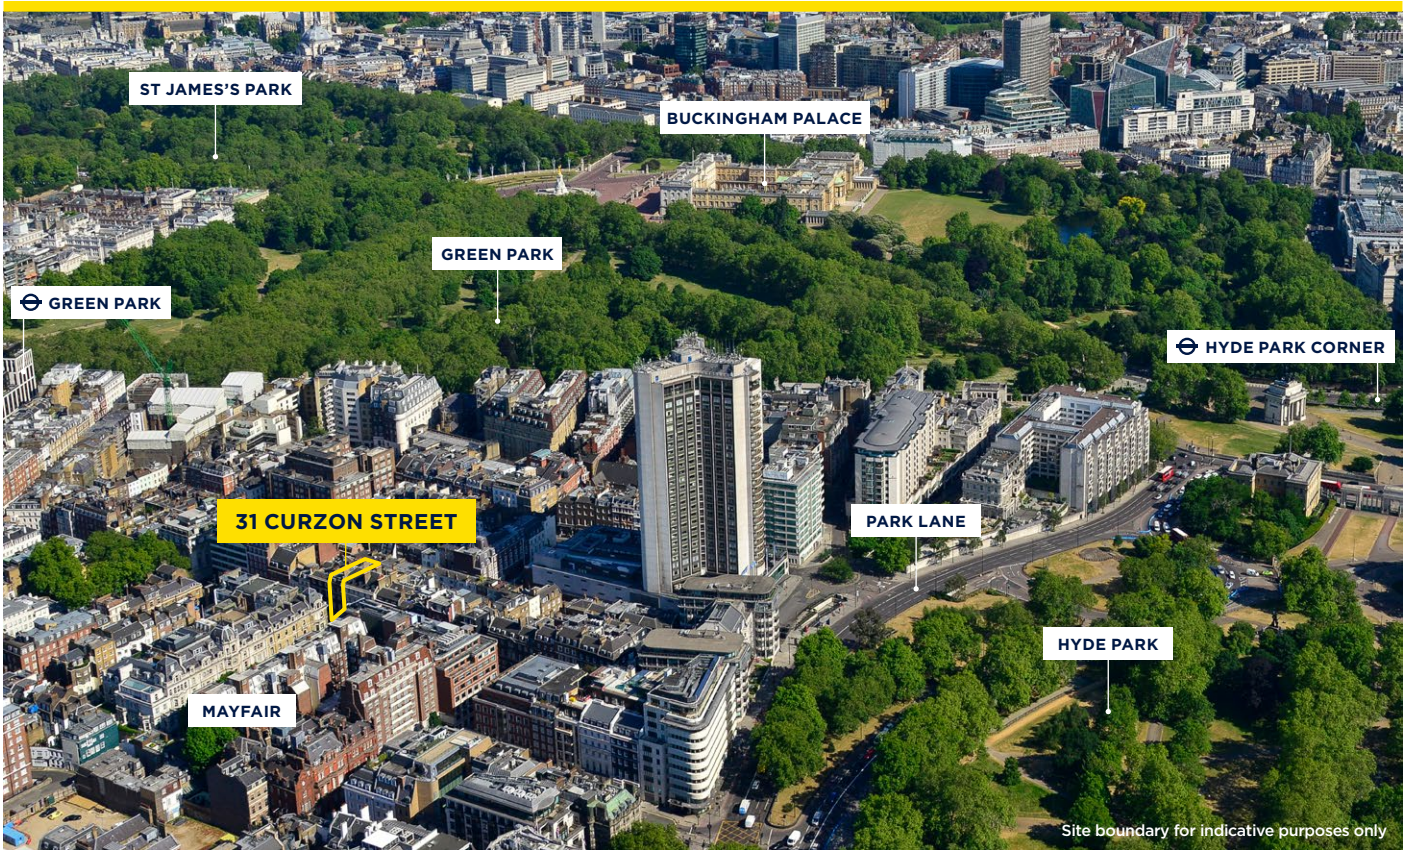 ST JAMES'S PARK
BUCKINGHAM PALACE
GREEN PARK
GREEN PARK
HYDE PARK CORNER
31 CURZON STREET
PARK LANE
HYDE PARK
MAYFAIR
Site boundary for indicative purposes only